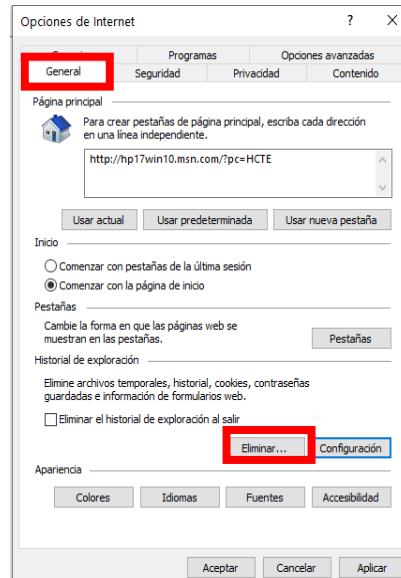 Opciones de Internet ? X
Programas Opciones avanzadas
General Seguridad Privacidad Contenido
Página principal
Para crear pestañas de página principal, escriba cada dirección
en una línea independiente.
http://hp17win10.msn.com/?pc=HCTE
Usar actual Usar predeterminada Usar nueva pestaña
Inicio
Comenzar con pestañas de la última sesión
Comenzar con la página de inicio
Pestañas
Cambie la forma en que las páginas web se
muestran en las pestañas.
Pestañas
Historial de exploración
Elimine archivos temporales, historial, cookies, contraseñas
guardadas e información de formularios web.
Eliminar el historial de exploración al salir
Eliminar... Configuración
Apariencia
Colores Idiomas Fuentes Accesibilidad
Aceptar Cancelar Aplicar